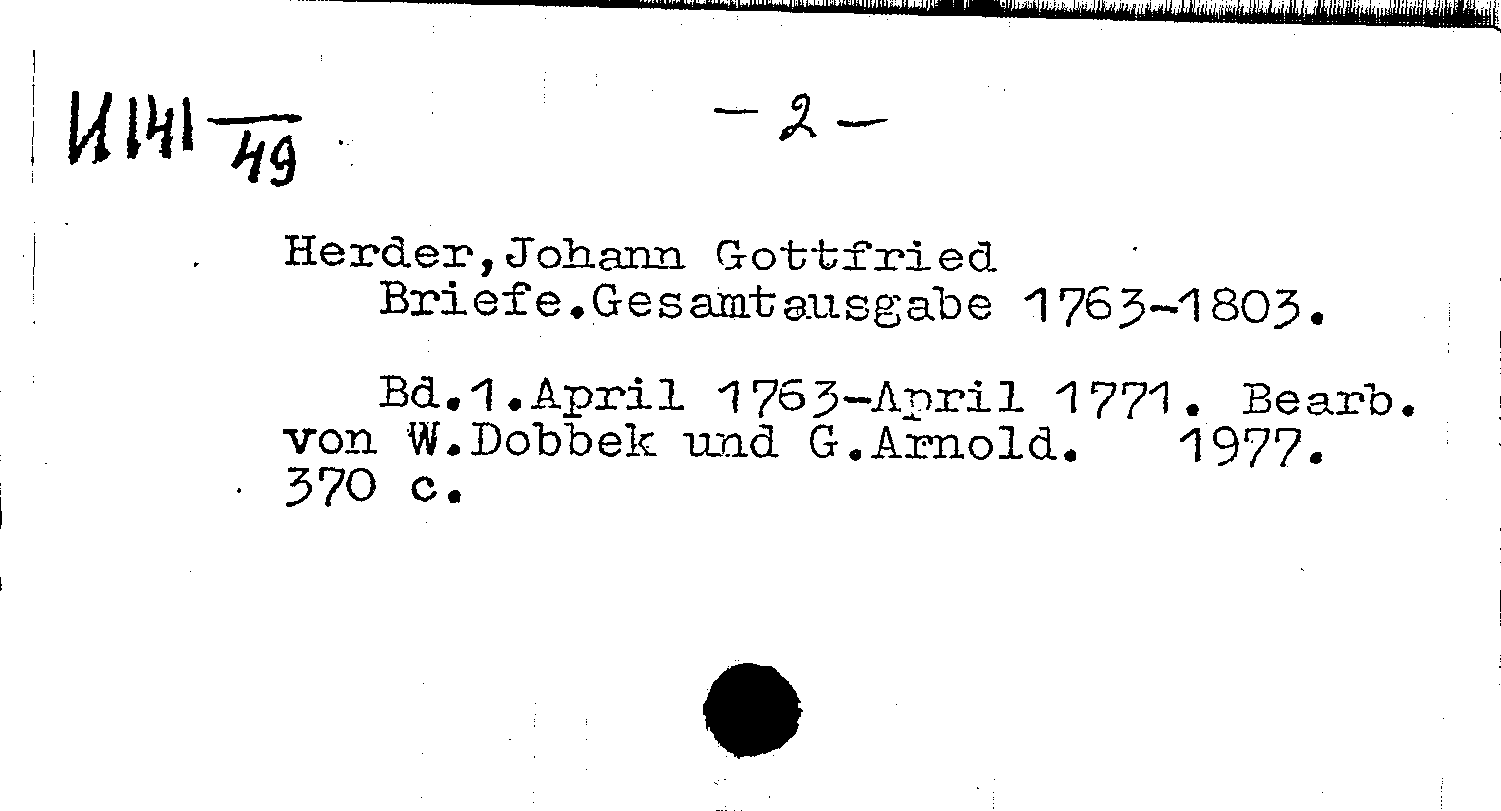 И141 — 2 —
49
Herder,Johann Gottfried
Briefe.Gesamtausgabe 1763-1803.
Bd.1.April 1763-April 1771. Bearb.
von W.Dobbek und G.Arnold. 1977.
370 с.